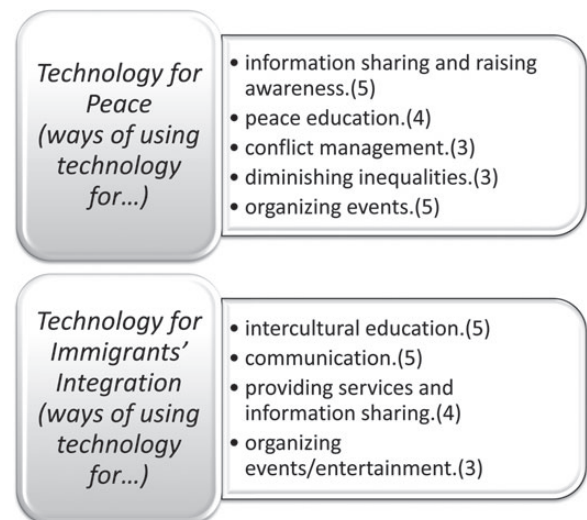 Technology for
Peace
(ways of using
technology
for...)
• information sharing and raising
awareness.(5)
• peace education.(4)
• conflict management.(3)
• diminishing inequalities.(3)
• organizing events.(5)
Technology for
Immigrants’
Integration
(ways of using
technology
for...)
• intercultural education.(5)
• communication.(5)
• providing services and
information sharing.(4)
• organizing
events/entertainment.(3)